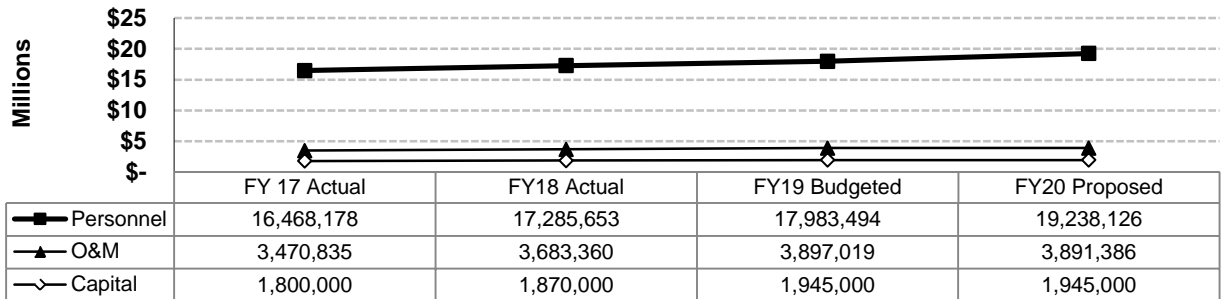 Millions
$25
$20
$15
$10
$5
$-
FY 17 Actual FY18 Actual FY19 Budgeted FY20 Proposed
Personnel 16,468,178 17,285,653 17,983,494 19,238,126
O&M 3,470,835 3,683,360 3,897,019 3,891,386
Capital 1,800,000 1,870,000 1,945,000 1,945,000